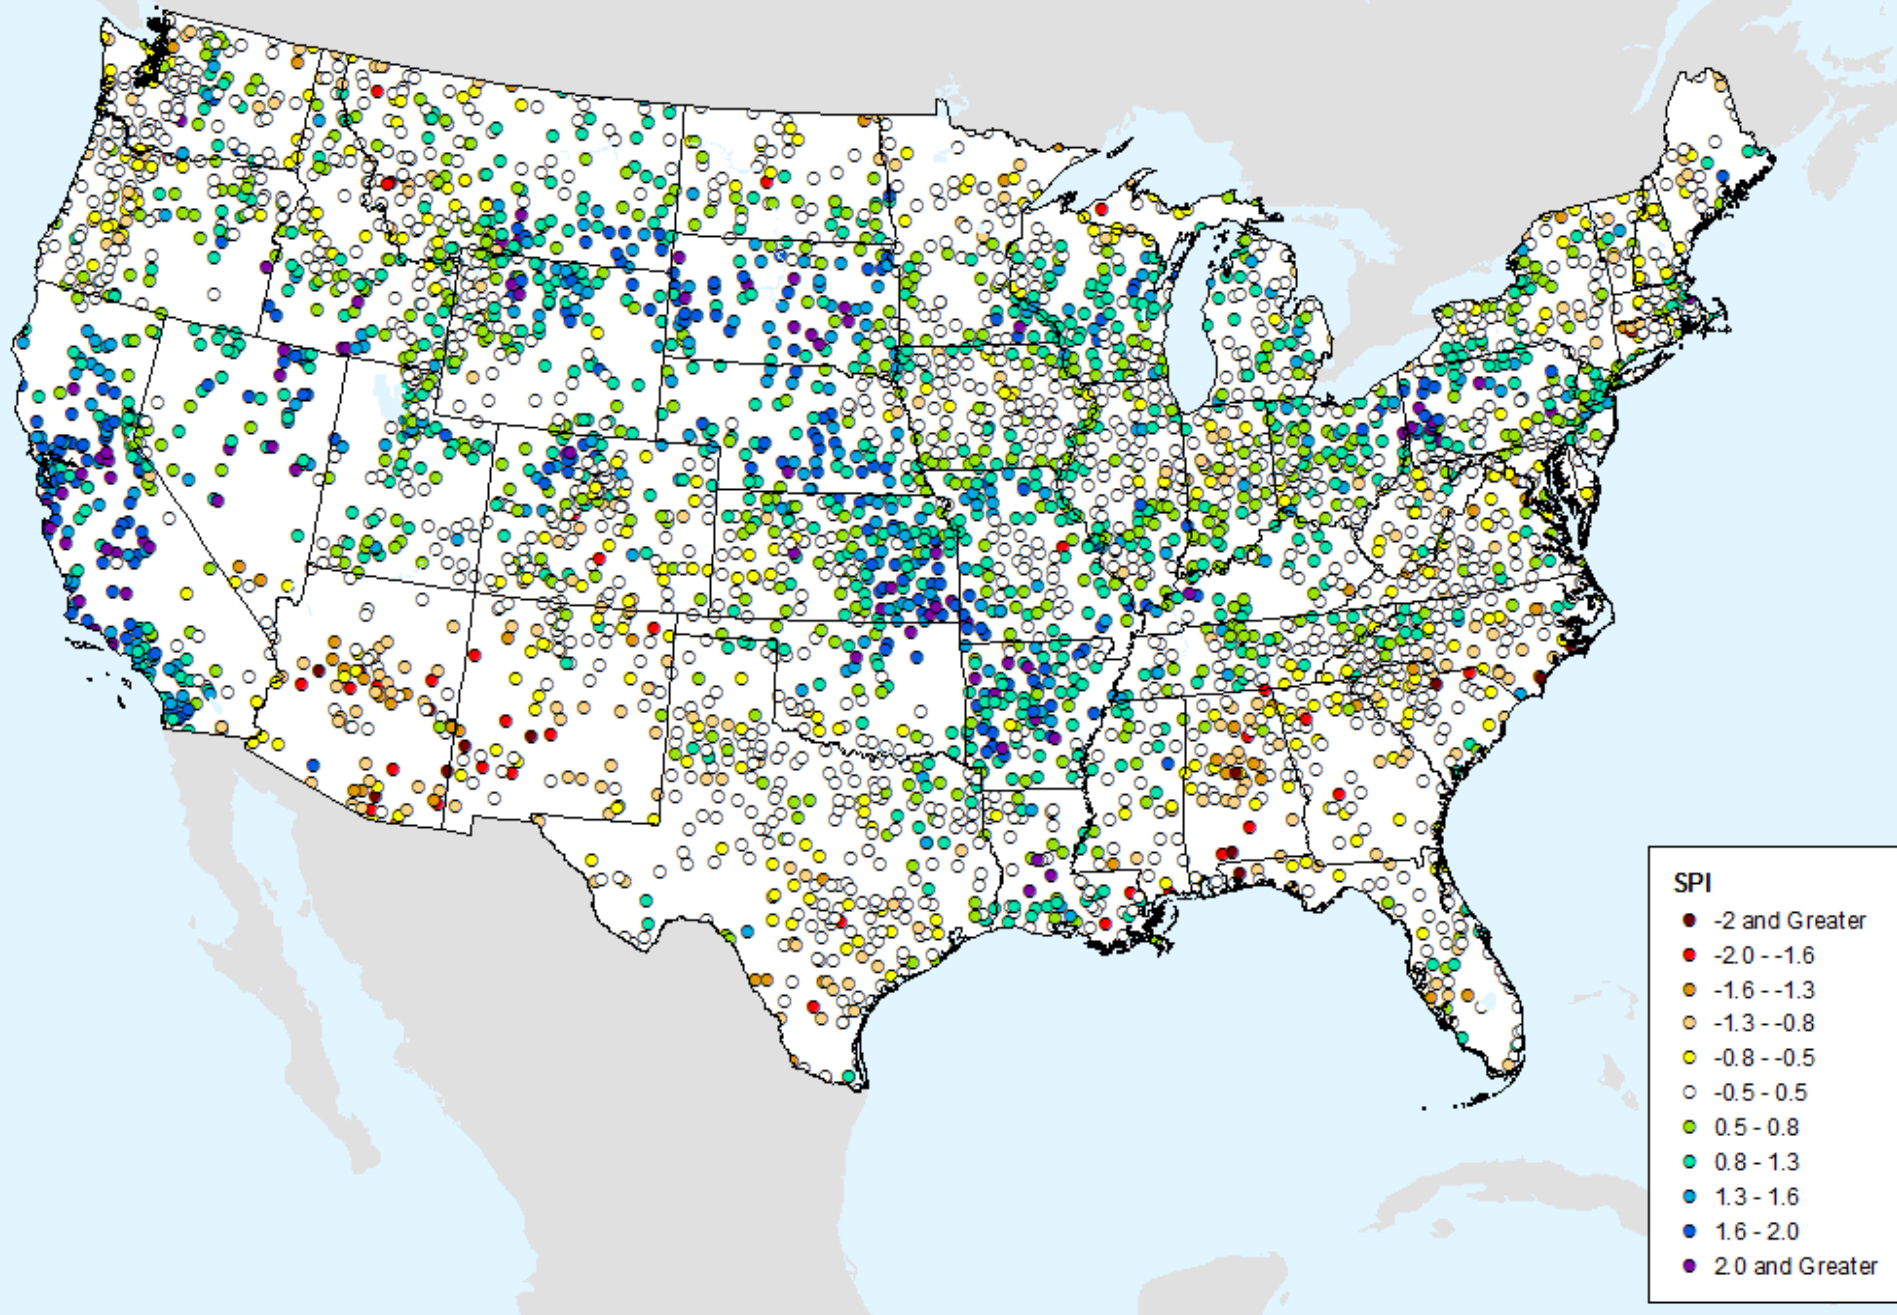 SPI
-2 and Greater
-2.0 - -1.6
-1.6 - -1.3
-1.3 - -0.8
-0.8 - -0.5
-0.5 - 0.5
0.5 - 0.8
0.8 - 1.3
1.3 - 1.6
1.6 - 2.0
2.0 and Greater